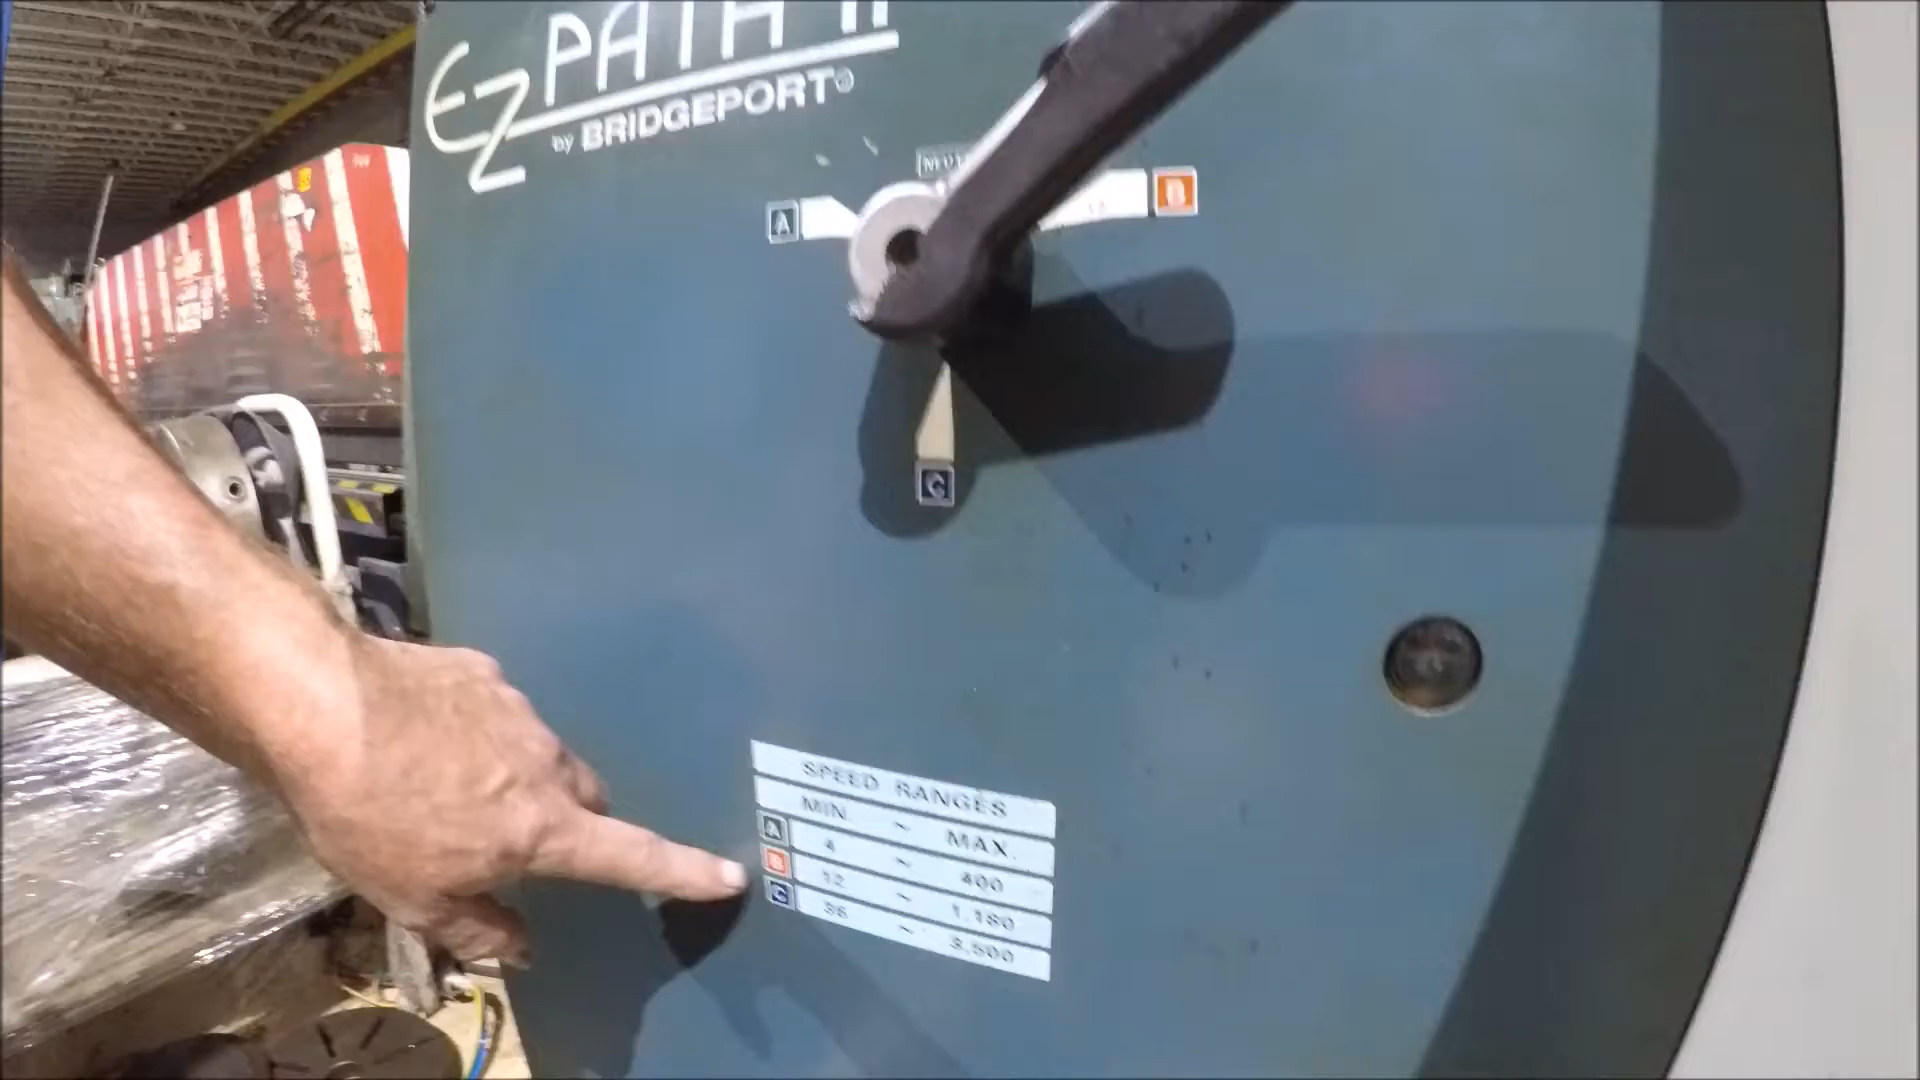 EZ PATH II
by BRIDGEPORT®
A
B
C
SPEED RANGES
MIN ~ MAX.
A 4 ~ 400
B 12 ~ 1,180
C 36 ~ 3,500